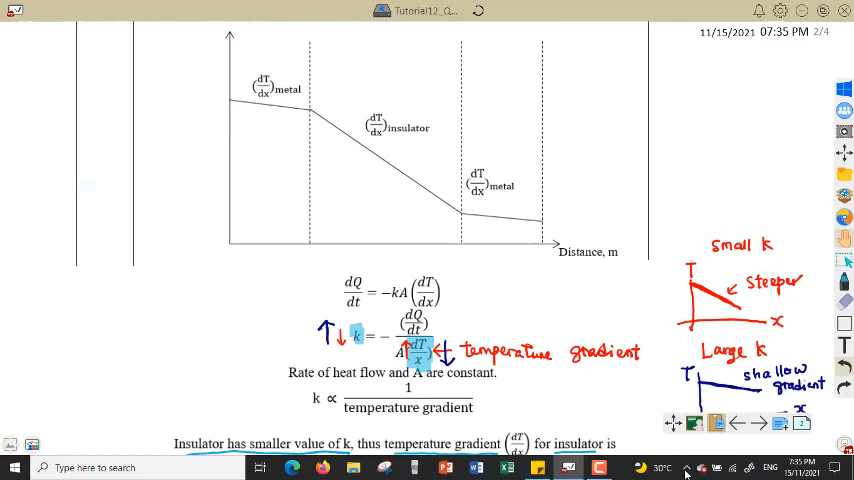 Tutorial12_Q...
11/15/2021 07:35 PM 2/4
(dT/dx)metal
(dT/dx)insulator
(dT/dx)metal
Distance, m
small k
T
steeper
x
dQ/dt = -kA(dT/dx)
↑↓ k = - (dQ/dt) / A(dT/x) ← ↓ temperature gradient
Large k
T
shallow
gradient
x
Rate of heat flow and A are constant.
k ∝ 1 / temperature gradient
2
Insulator has smaller value of k, thus temperature gradient (dT/dx) for insulator is
Type here to search
30°C
ENG
7:35 PM
15/11/2021
T